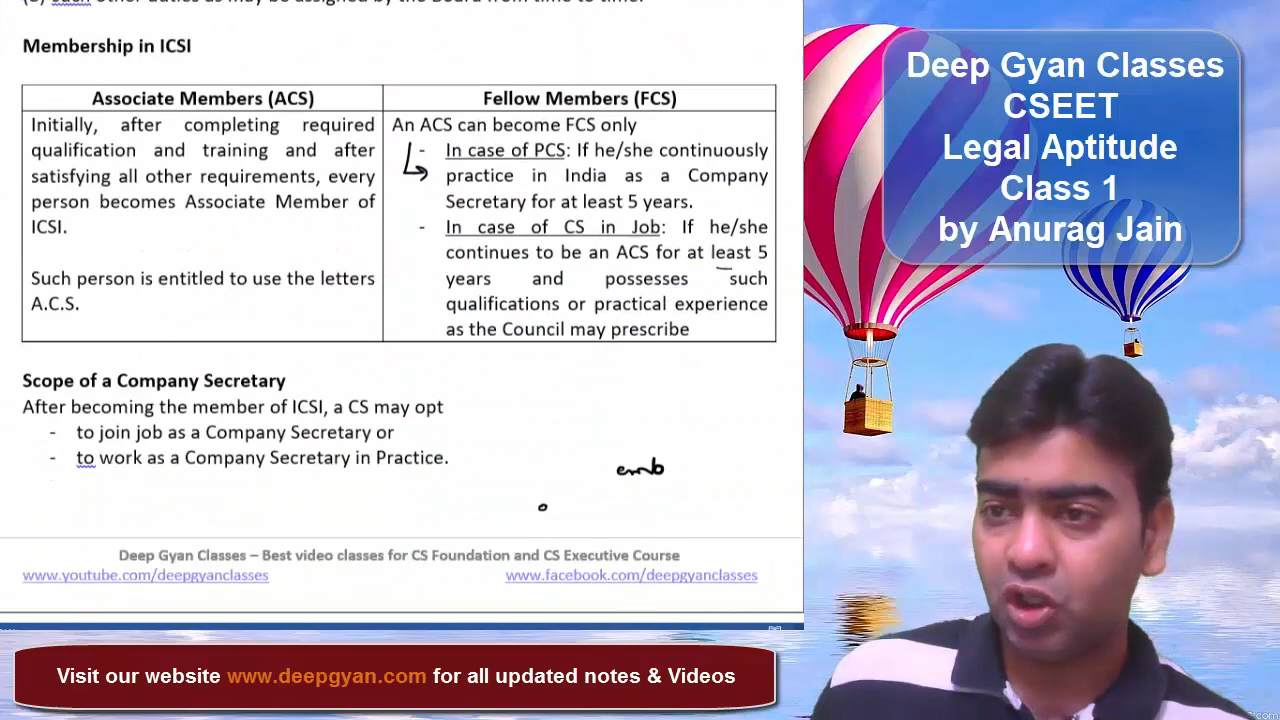 Membership in ICSI
Associate Members (ACS)
Initially, after completing required
qualification and training and after
satisfying all other requirements, every
person becomes Associate Member of
ICSI.
Such person is entitled to use the letters
A.C.S.
Fellow Members (FCS)
An ACS can become FCS only
- In case of PCS: If he/she continuously
practice in India as a Company
Secretary for at least 5 years.
- In case of CS in Job: If he/she
continues to be an ACS for at least 5
years and possesses such
qualifications or practical experience
as the Council may prescribe
Scope of a Company Secretary
After becoming the member of ICSI, a CS may opt
- to join job as a Company Secretary or
- to work as a Company Secretary in Practice.
Deep Gyan Classes – Best video classes for CS Foundation and CS Executive Course
www.youtube.com/deepgyanclasses
www.facebook.com/deepgyanclasses
Deep Gyan Classes
CSEET
Legal Aptitude
Class 1
by Anurag Jain
Visit our website www.deepgyan.com for all updated notes & Videos